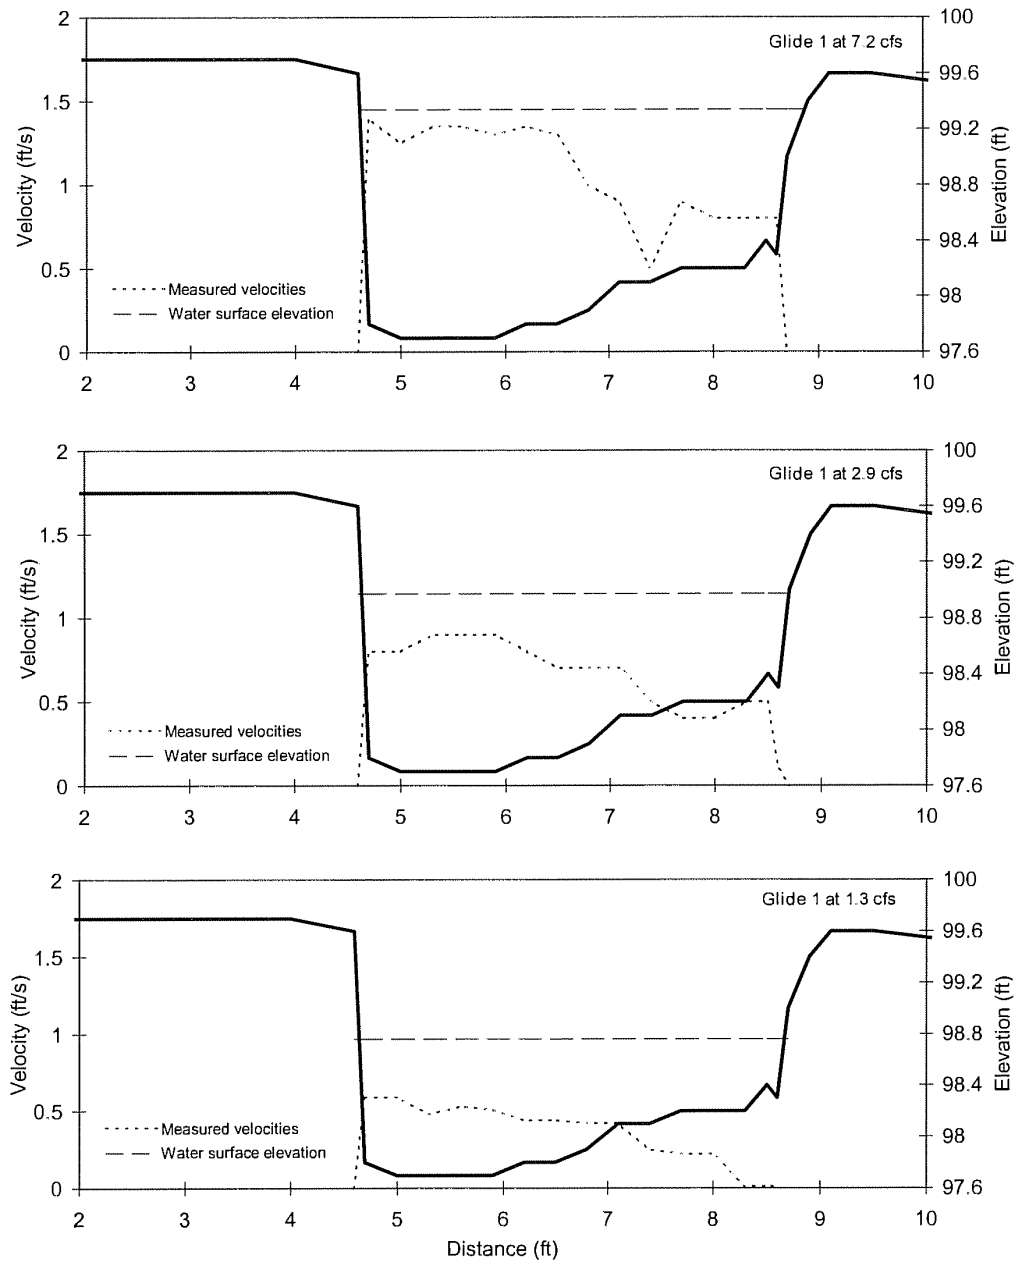 Glide 1 at 7.2 cfs
2
1.5
1
0.5
0
Velocity (ft/s)
100
99.6
99.2
98.8
98.4
98
97.6
Elevation (ft)
Measured velocities
Water surface elevation
2 3 4 5 6 7 8 9 10
Glide 1 at 2.9 cfs
2
1.5
1
0.5
0
Velocity (ft/s)
100
99.6
99.2
98.8
98.4
98
97.6
Elevation (ft)
Measured velocities
Water surface elevation
2 3 4 5 6 7 8 9 10
Glide 1 at 1.3 cfs
2
1.5
1
0.5
0
Velocity (ft/s)
100
99.6
99.2
98.8
98.4
98
97.6
Elevation (ft)
Measured velocities
Water surface elevation
2 3 4 5 6 7 8 9 10
Distance (ft)